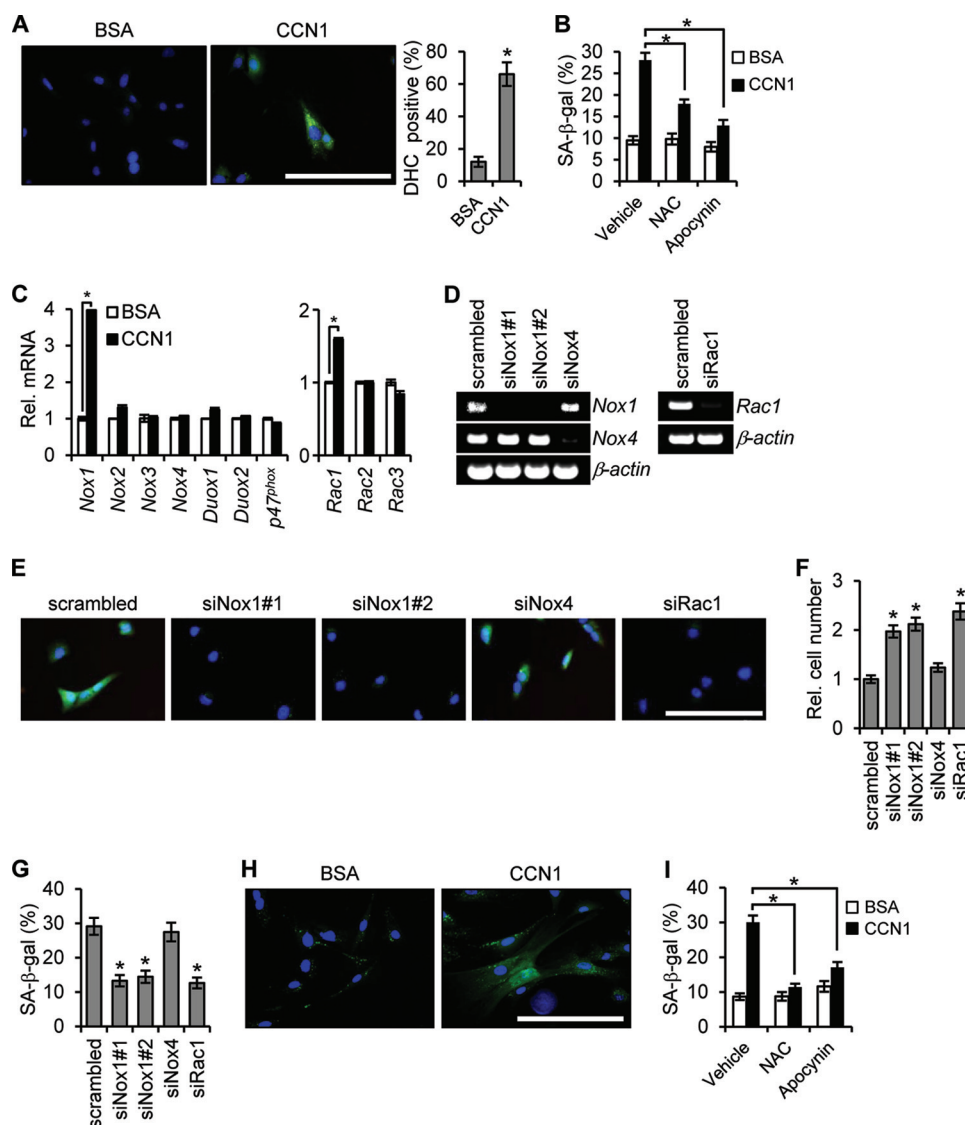 A
BSA
CCN1
DHC positive (%)
80
60
40
20
0
*
BSA
CCN1
B
SA-β-gal (%)
30
25
20
15
10
5
0
*
*
BSA
CCN1
Vehicle
NAC
Apocynin
C
Rel. mRNA
4
3
2
1
0
*
BSA
CCN1
Nox1
Nox2
Nox3
Nox4
Duox1
Duox2
p47phox
2
1
0
*
Rac1
Rac2
Rac3
D
scrambled
siNox1#1
siNox1#2
siNox4
Nox1
Nox4
β-actin
scrambled
siRac1
Rac1
β-actin
E
scrambled
siNox1#1
siNox1#2
siNox4
siRac1
F
Rel. cell number
3
2
1
0
*
*
*
scrambled
siNox1#1
siNox1#2
siNox4
siRac1
G
SA-β-gal (%)
40
30
20
10
0
*
*
*
scrambled
siNox1#1
siNox1#2
siNox4
siRac1
H
BSA
CCN1
I
SA-β-gal (%)
40
30
20
10
0
*
*
BSA
CCN1
Vehicle
NAC
Apocynin